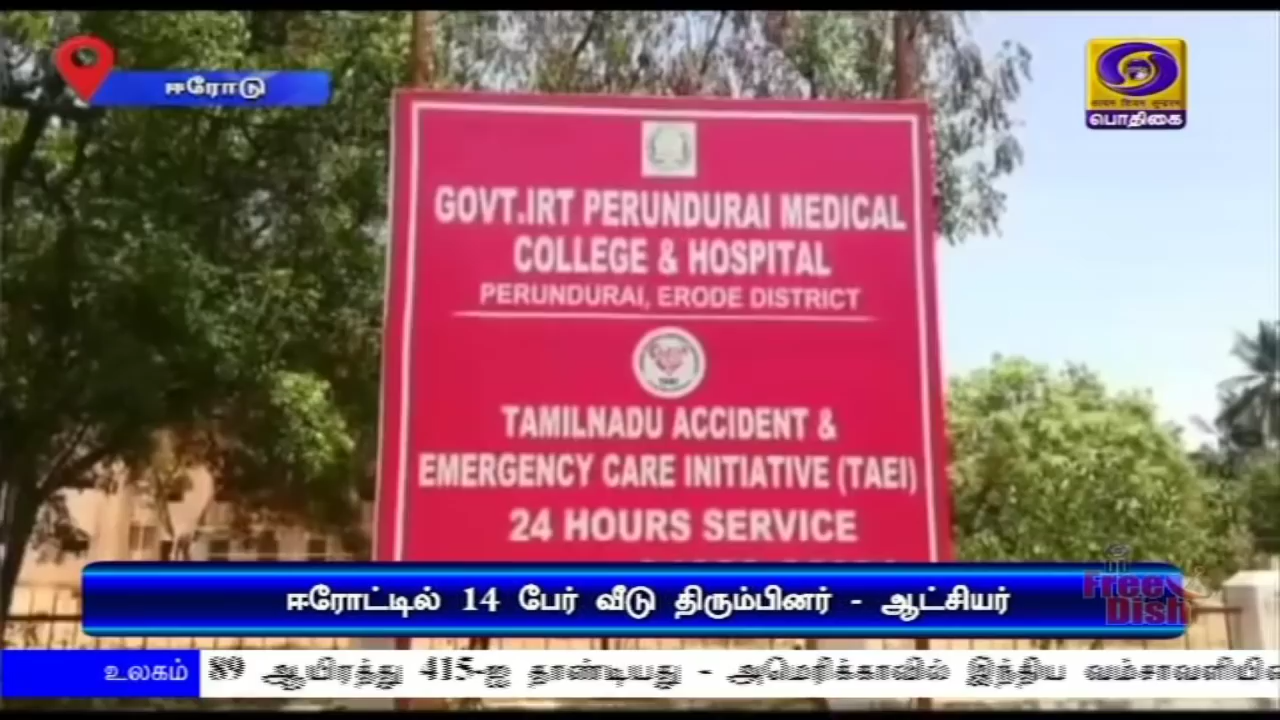 ஈரோடு
பொதிகை
GOVT.IRT PERUNDURAI MEDICAL
COLLEGE & HOSPITAL
PERUNDURAI, ERODE DISTRICT
TAMILNADU ACCIDENT &
EMERGENCY CARE INITIATIVE (TAEI)
24 HOURS SERVICE
ஈரோட்டில் 14 பேர் வீடு திரும்பினர் - ஆட்சியர்
Free
Dish
உலகம் 89 ஆயிரத்து 415-ஐ தாண்டியது - அமெரிக்காவில் இந்திய வம்சாவளியின